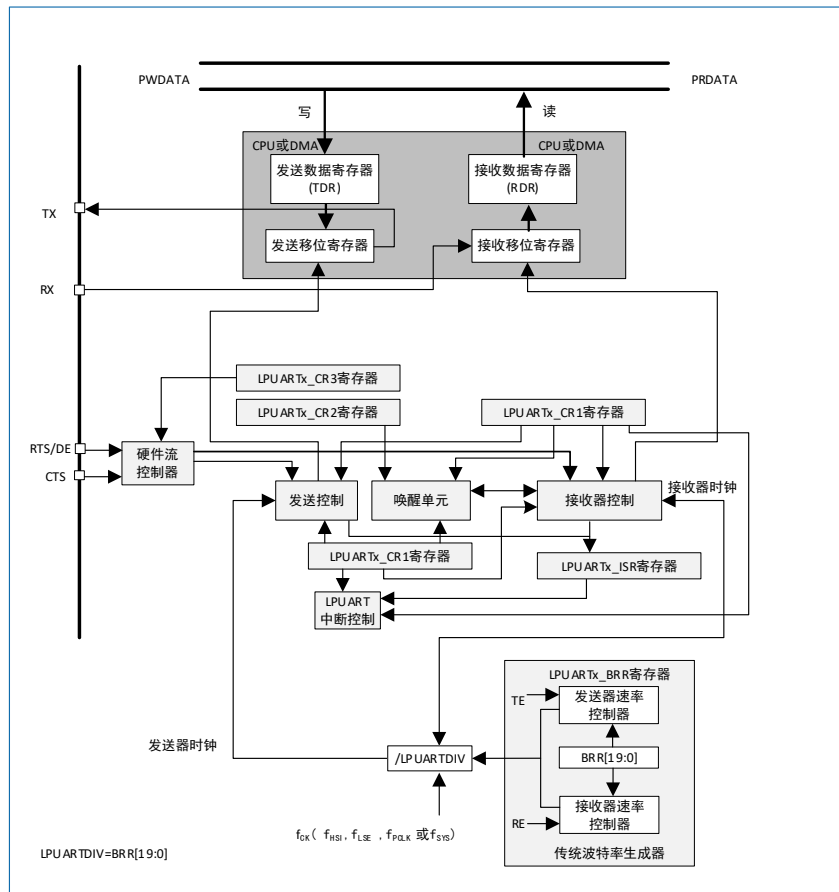 PWDATA
PRDATA
写
读
CPU或DMA
CPU或DMA
发送数据寄存器
(TDR)
接收数据寄存器
(RDR)
TX
发送移位寄存器
接收移位寄存器
RX
LPUARTx_CR3寄存器
LPUARTx_CR2寄存器
LPUARTx_CR1寄存器
RTS/DE
硬件流
控制器
CTS
接收器时钟
发送控制
唤醒单元
接收器控制
LPUARTx_CR1寄存器
LPUARTx_ISR寄存器
LPUART
中断控制
LPUARTx_BRR寄存器
TE
发送器速率
控制器
发送器时钟
/LPUARTDIV
BRR[19:0]
接收器速率
控制器
RE
fCK( fHSI, fLSE , fPCLK 或fSYS)
LPUARTDIV=BRR[19:0]
传统波特率生成器